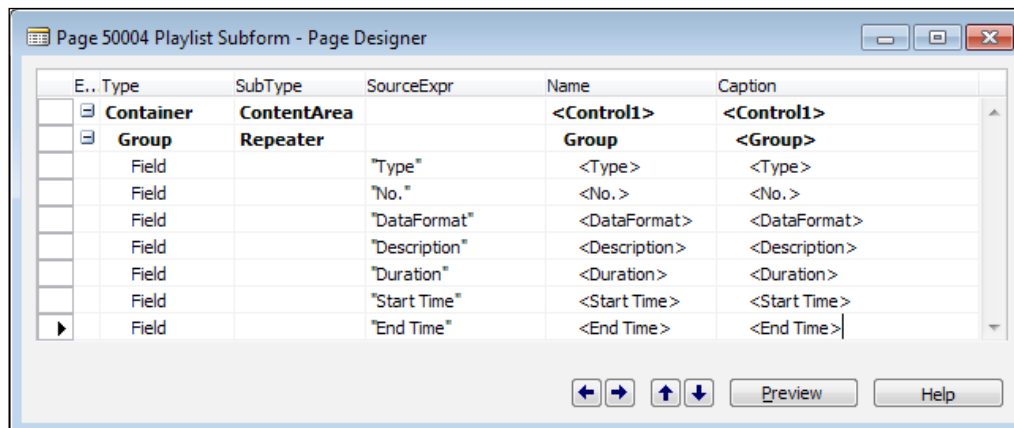 Page 50004 Playlist Subform - Page Designer
E.. Type SubType SourceExpr Name Caption
Container ContentArea <Control1> <Control1>
Group Repeater Group <Group>
Field "Type" <Type> <Type>
Field "No." <No.> <No.>
Field "DataFormat" <DataFormat> <DataFormat>
Field "Description" <Description> <Description>
Field "Duration" <Duration> <Duration>
Field "Start Time" <Start Time> <Start Time>
Field "End Time" <End Time> <End Time>
Preview Help